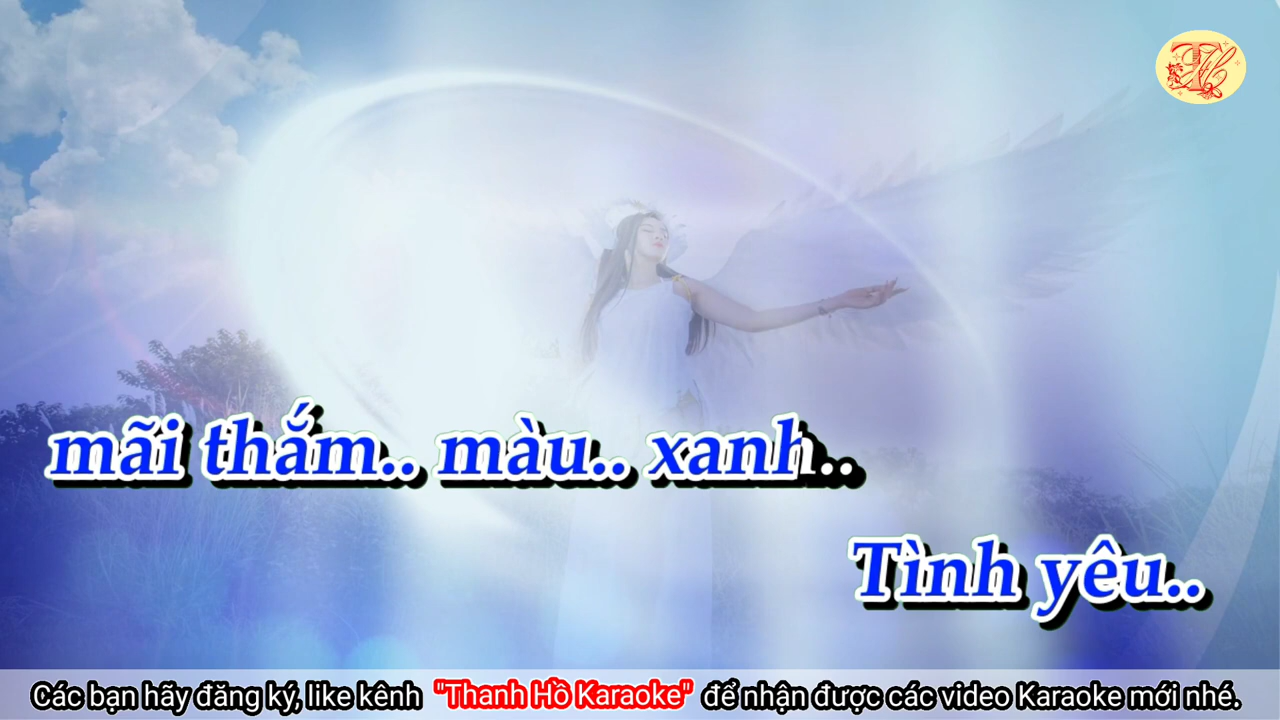 mãi thắm.. màu.. xanh..
Tình yêu..
Các bạn hãy đăng ký, like kênh "Thanh Hồ Karaoke" để nhận được các video Karaoke mới nhé.